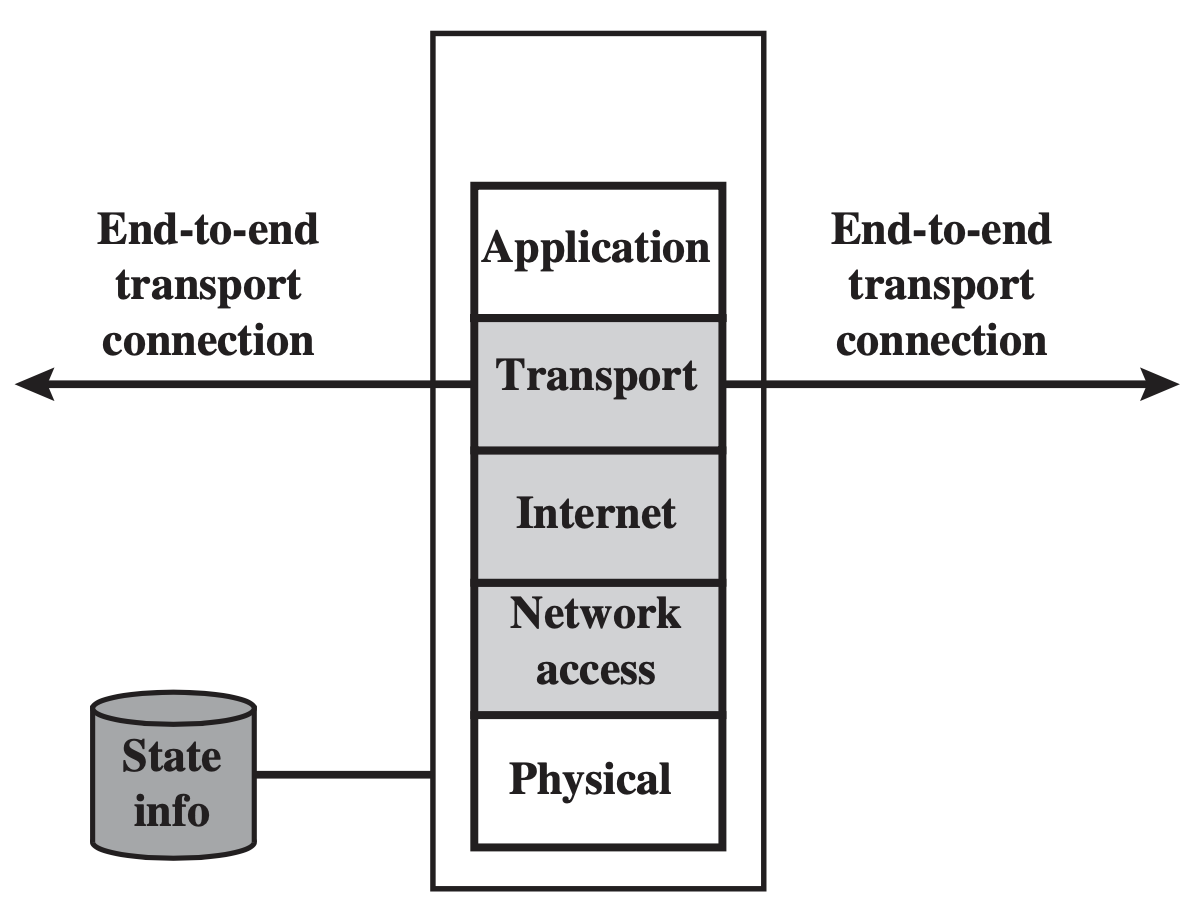 End-to-end
transport
connection
End-to-end
transport
connection
Application
Transport
Internet
Network
access
Physical
State
info